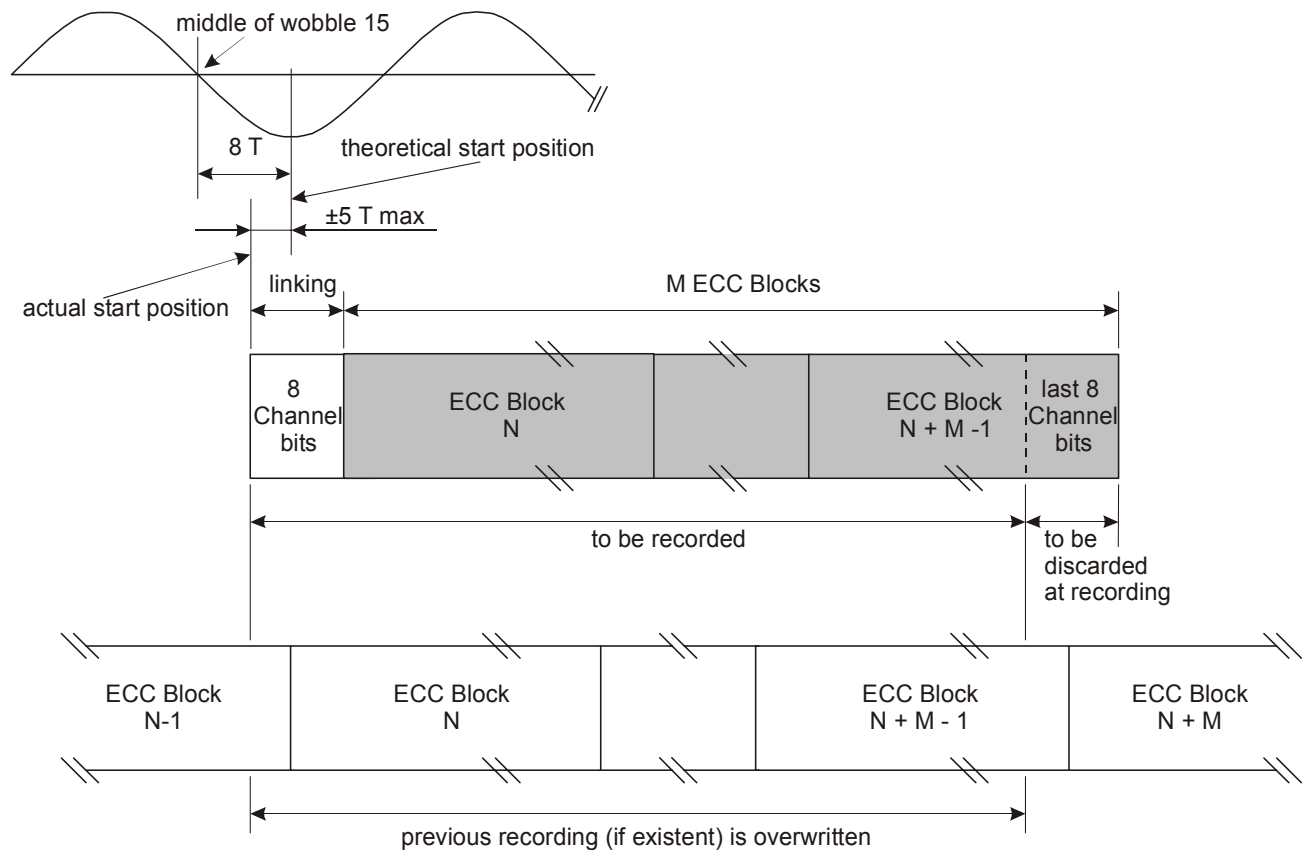 middle of wobble 15
8 T
theoretical start position
±5 T max
linking
M ECC Blocks
actual start position
8
Channel
bits
ECC Block
N
ECC Block
N + M -1
last 8
Channel
bits
to be recorded
to be
discarded
at recording
ECC Block
N-1
ECC Block
N
ECC Block
N + M - 1
ECC Block
N + M
previous recording (if existent) is overwritten